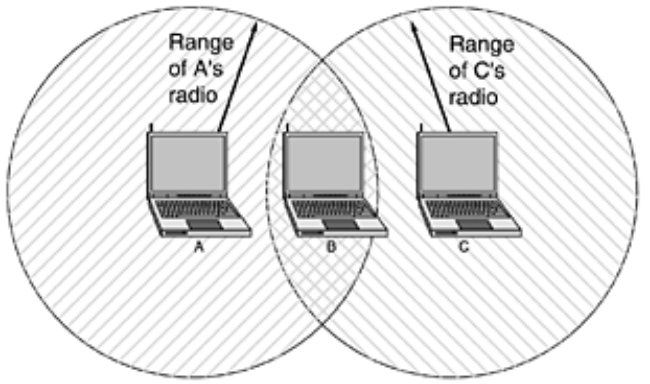 Range
of A's
radio
Range
of C's
radio
A
B
C